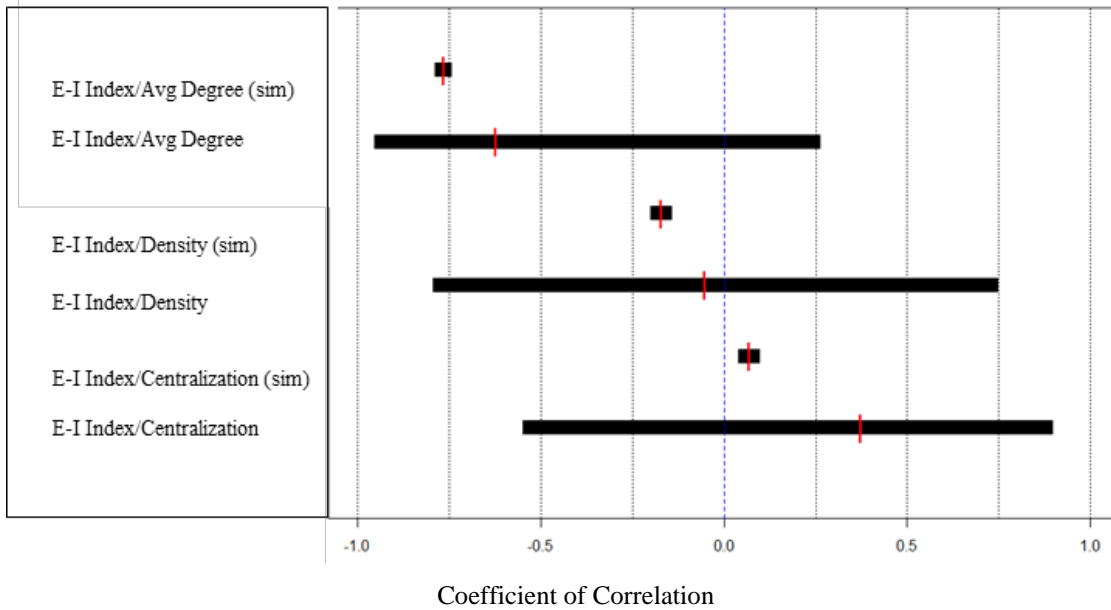 E-I Index/Avg Degree (sim)
E-I Index/Avg Degree
E-I Index/Density (sim)
E-I Index/Density
E-I Index/Centralization (sim)
E-I Index/Centralization
-1.0 -0.5 0.0 0.5 1.0
Coefficient of Correlation